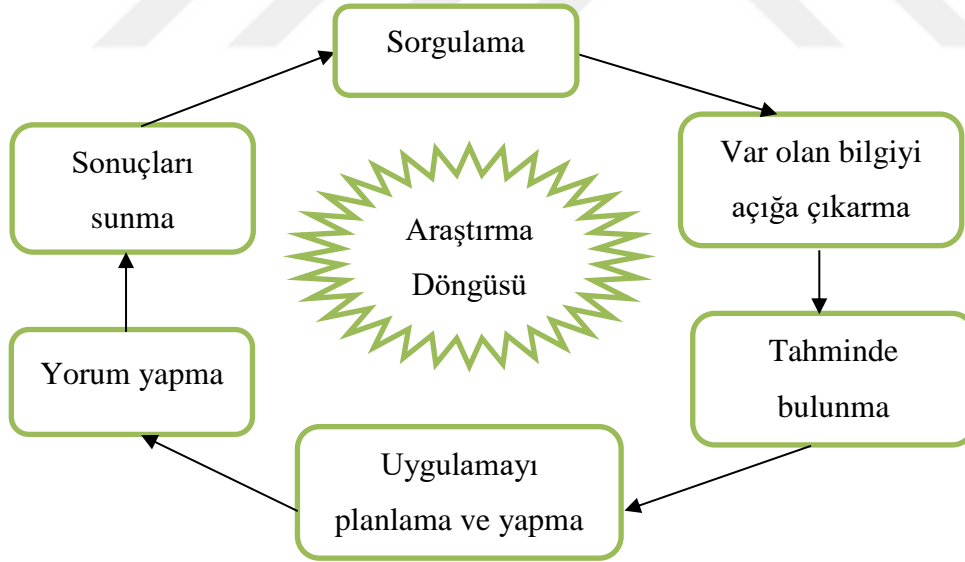 Sorgulama
Var olan bilgiyi
açığa çıkarma
Tahminde
bulunma
Uygulamayı
planlama ve yapma
Yorum yapma
Sonuçları
sunma
Araştırma
Döngüsü